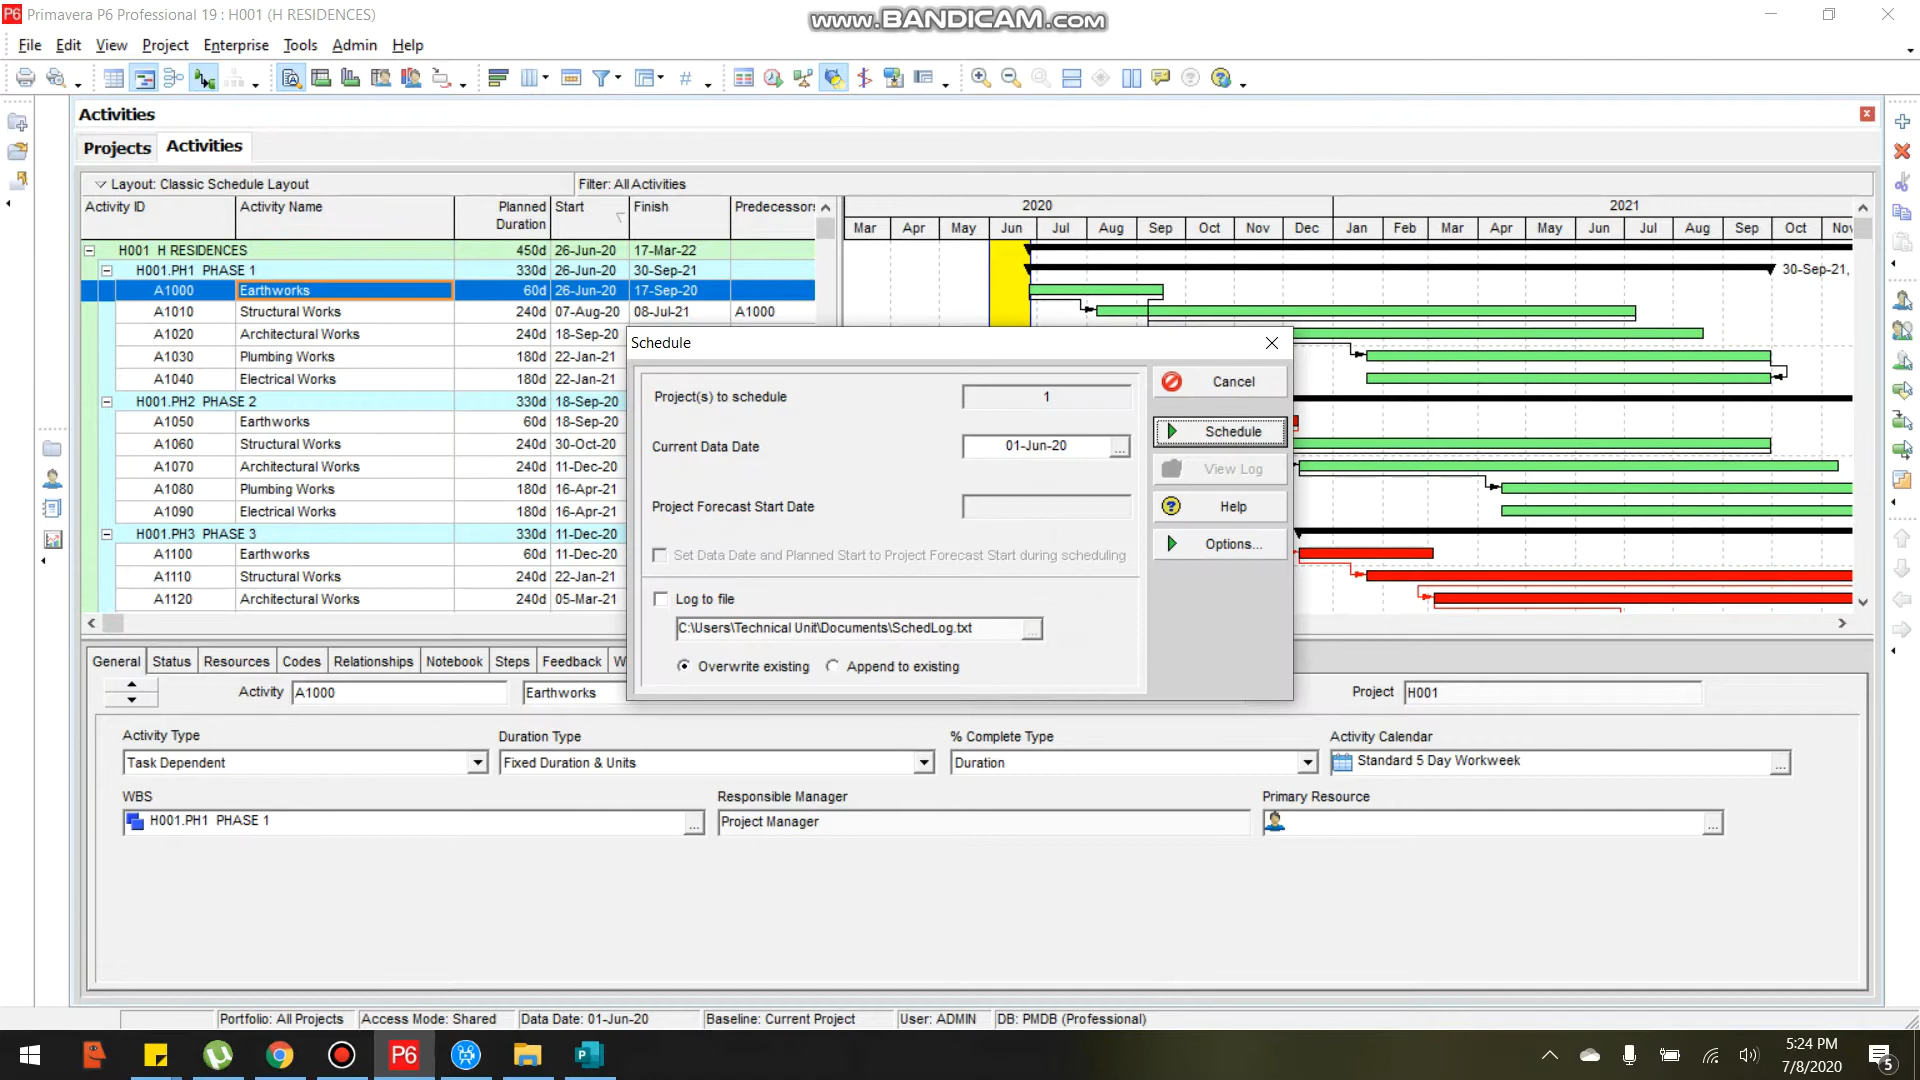 Primavera P6 Professional 19 : H001 (H RESIDENCES)
www.BANDICAM.com
File Edit View Project Enterprise Tools Admin Help
Activities
Projects Activities
Layout: Classic Schedule Layout Filter: All Activities
Activity ID Activity Name Planned Duration Start Finish Predecessors
2020 2021
Mar Apr May Jun Jul Aug Sep Oct Nov Dec Jan Feb Mar Apr May Jun Jul Aug Sep Oct Nov
H001 H RESIDENCES 450d 26-Jun-20 17-Mar-22
H001.PH1 PHASE 1 330d 26-Jun-20 30-Sep-21
30-Sep-21,
A1000 Earthworks 60d 26-Jun-20 17-Sep-20
A1010 Structural Works 240d 07-Aug-20 08-Jul-21 A1000
A1020 Architectural Works 240d 18-Sep-20
A1030 Plumbing Works 180d 22-Jan-21
A1040 Electrical Works 180d 22-Jan-21
H001.PH2 PHASE 2 330d 18-Sep-20
A1050 Earthworks 60d 18-Sep-20
A1060 Structural Works 240d 30-Oct-20
A1070 Architectural Works 240d 11-Dec-20
A1080 Plumbing Works 180d 16-Apr-21
A1090 Electrical Works 180d 16-Apr-21
H001.PH3 PHASE 3 330d 11-Dec-20
A1100 Earthworks 60d 11-Dec-20
A1110 Structural Works 240d 22-Jan-21
A1120 Architectural Works 240d 05-Mar-21
Schedule
Project(s) to schedule 1
Current Data Date 01-Jun-20 ...
Project Forecast Start Date
Set Data Date and Planned Start to Project Forecast Start during scheduling
Log to file
C:\Users\Technical Unit\Documents\SchedLog.txt ...
Overwrite existing Append to existing
Cancel
Schedule
View Log
Help
Options...
General Status Resources Codes Relationships Notebook Steps Feedback W
Activity A1000 Earthworks Project H001
Activity Type Duration Type % Complete Type Activity Calendar
Task Dependent Fixed Duration & Units Duration Standard 5 Day Workweek ...
WBS Responsible Manager Primary Resource
H001.PH1 PHASE 1 ... Project Manager ...
Portfolio: All Projects Access Mode: Shared Data Date: 01-Jun-20 Baseline: Current Project User: ADMIN DB: PMDB (Professional)
P6
5:24 PM
7/8/2020
5